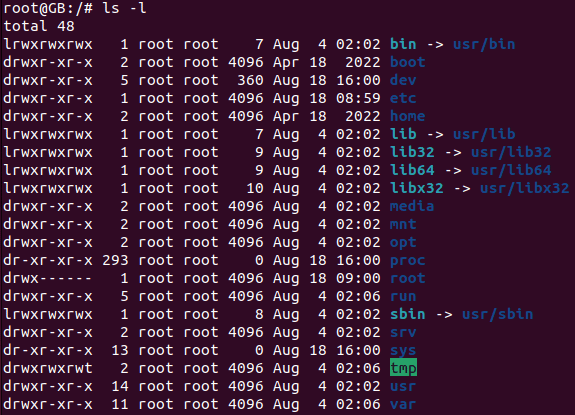 root@GB:/# ls -l
total 48
lrwxrwxrwx   1 root root    7 Aug  4 02:02 bin -> usr/bin
drwxr-xr-x   2 root root 4096 Apr 18  2022 boot
drwxr-xr-x   5 root root  360 Aug 18 16:00 dev
drwxr-xr-x   1 root root 4096 Aug 18 08:59 etc
drwxr-xr-x   2 root root 4096 Apr 18  2022 home
lrwxrwxrwx   1 root root    7 Aug  4 02:02 lib -> usr/lib
lrwxrwxrwx   1 root root    9 Aug  4 02:02 lib32 -> usr/lib32
lrwxrwxrwx   1 root root    9 Aug  4 02:02 lib64 -> usr/lib64
lrwxrwxrwx   1 root root   10 Aug  4 02:02 libx32 -> usr/libx32
drwxr-xr-x   2 root root 4096 Aug  4 02:02 media
drwxr-xr-x   2 root root 4096 Aug  4 02:02 mnt
drwxr-xr-x   2 root root 4096 Aug  4 02:02 opt
dr-xr-xr-x 293 root root    0 Aug 18 16:00 proc
drwx------   1 root root 4096 Aug 18 09:00 root
drwxr-xr-x   5 root root 4096 Aug  4 02:06 run
lrwxrwxrwx   1 root root    8 Aug  4 02:02 sbin -> usr/sbin
drwxr-xr-x   2 root root 4096 Aug  4 02:02 srv
dr-xr-xr-x  13 root root    0 Aug 18 16:00 sys
drwxrwxrwt   2 root root 4096 Aug  4 02:06 tmp
drwxr-xr-x  14 root root 4096 Aug  4 02:02 usr
drwxr-xr-x  11 root root 4096 Aug  4 02:06 var